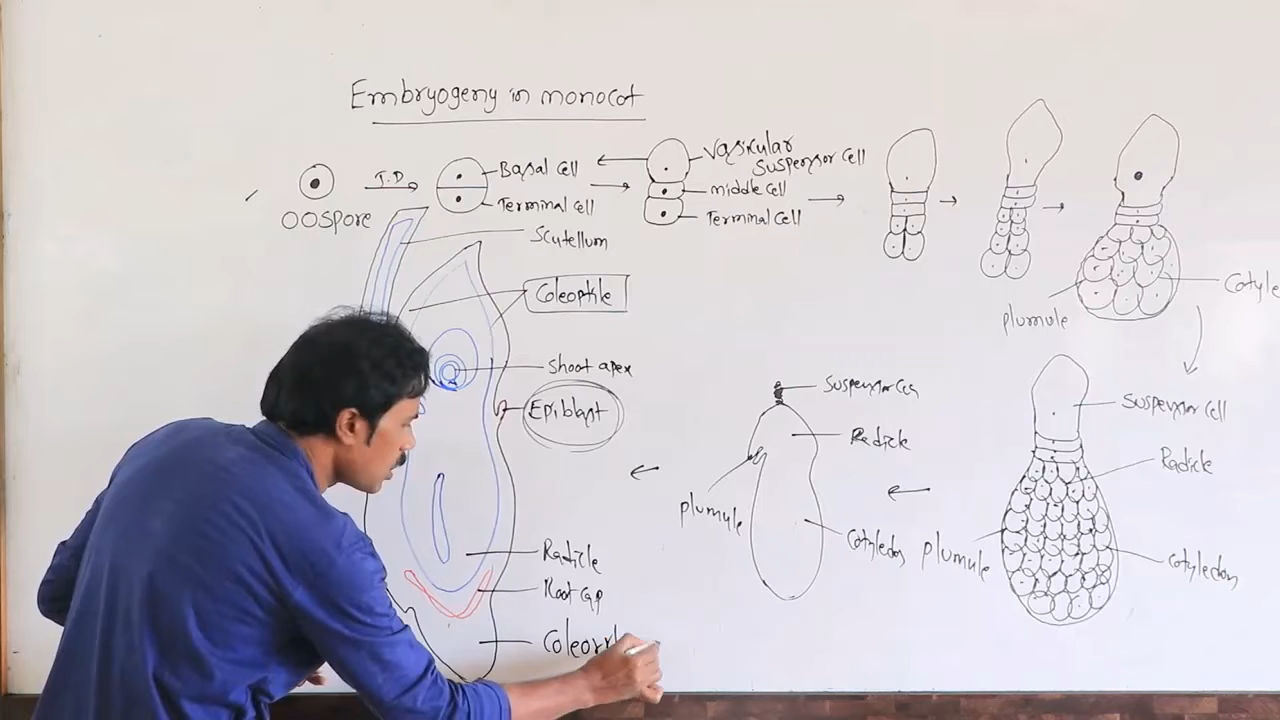 Embryogeny in monocot
OOspore
T.D
Basal cell
Terminal cell
Vascular
suspensor cell
middle cell
Terminal cell
plumule
Cotyle
Scutellum
Coleoptile
Shoot apex
Epiblast
Radicle
Root cap
Coleorrh
Suspensor
Radicle
plumule
Cotyledon
Suspensor cell
Radicle
plumule
cotyledon